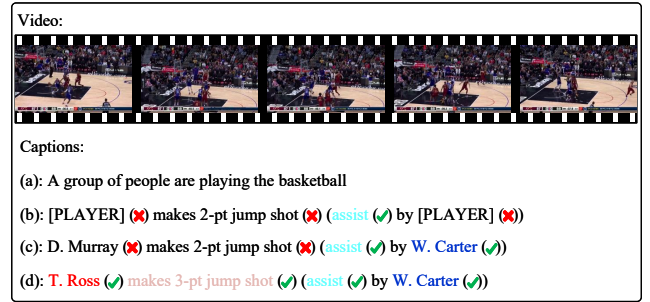 Video:
Captions:
(a): A group of people are playing the basketball
(b): [PLAYER] (❌) makes 2-pt jump shot (❌) (assist (✔) by [PLAYER] (❌))
(c): D. Murray (❌) makes 2-pt jump shot (❌) (assist (✔) by W. Carter (✔))
(d): T. Ross (✔) makes 3-pt jump shot (✔) (assist (✔) by W. Carter (✔))